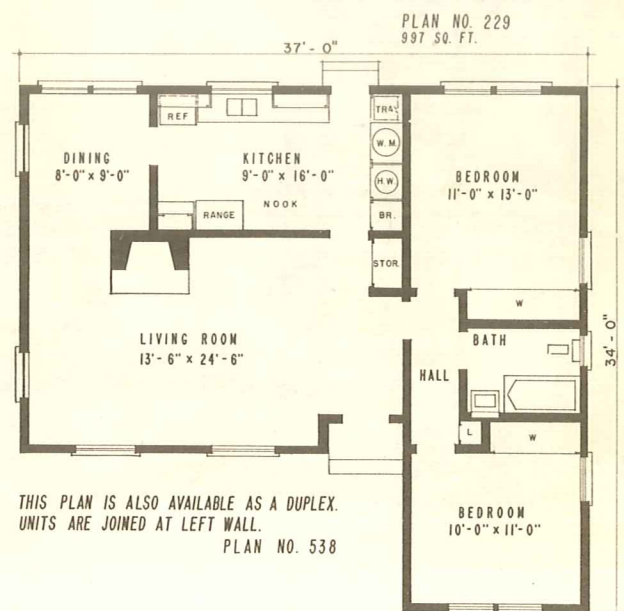 PLAN NO. 229
997 SQ. FT.
37'-0"
REF
TRAY
DINING
8'-0" x 9'-0"
KITCHEN
9'-0" x 16'-0"
W.M.
BEDROOM
11'-0" x 13'-0"
H.W.
NOOK
RANGE
BR.
STOR.
W
LIVING ROOM
13'-6" x 24'-6"
BATH
34'-0"
HALL
L
W
THIS PLAN IS ALSO AVAILABLE AS A DUPLEX.
UNITS ARE JOINED AT LEFT WALL.
PLAN NO. 538
BEDROOM
10'-0" x 11'-0"